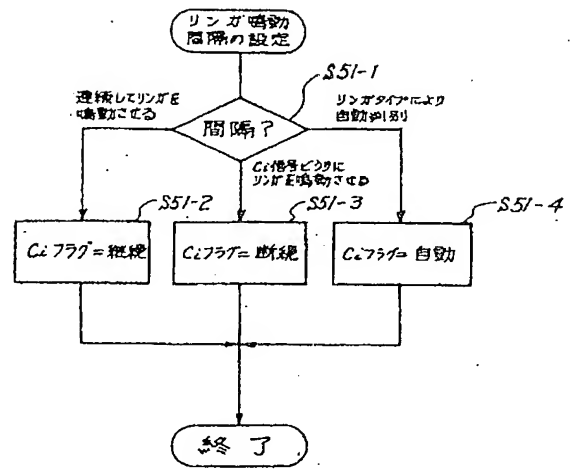 リンガ鳴動
間隔の設定
S51-1
連続してリンガを
鳴動させる
間隔?
リンガタイプにより
自動判別
Ci信号どうりに
リンガを鳴動させる
S51-2
S51-3
S51-4
Ciフラグ=継続
Ciフラグ=断続
Ciフラグ=自動
終了